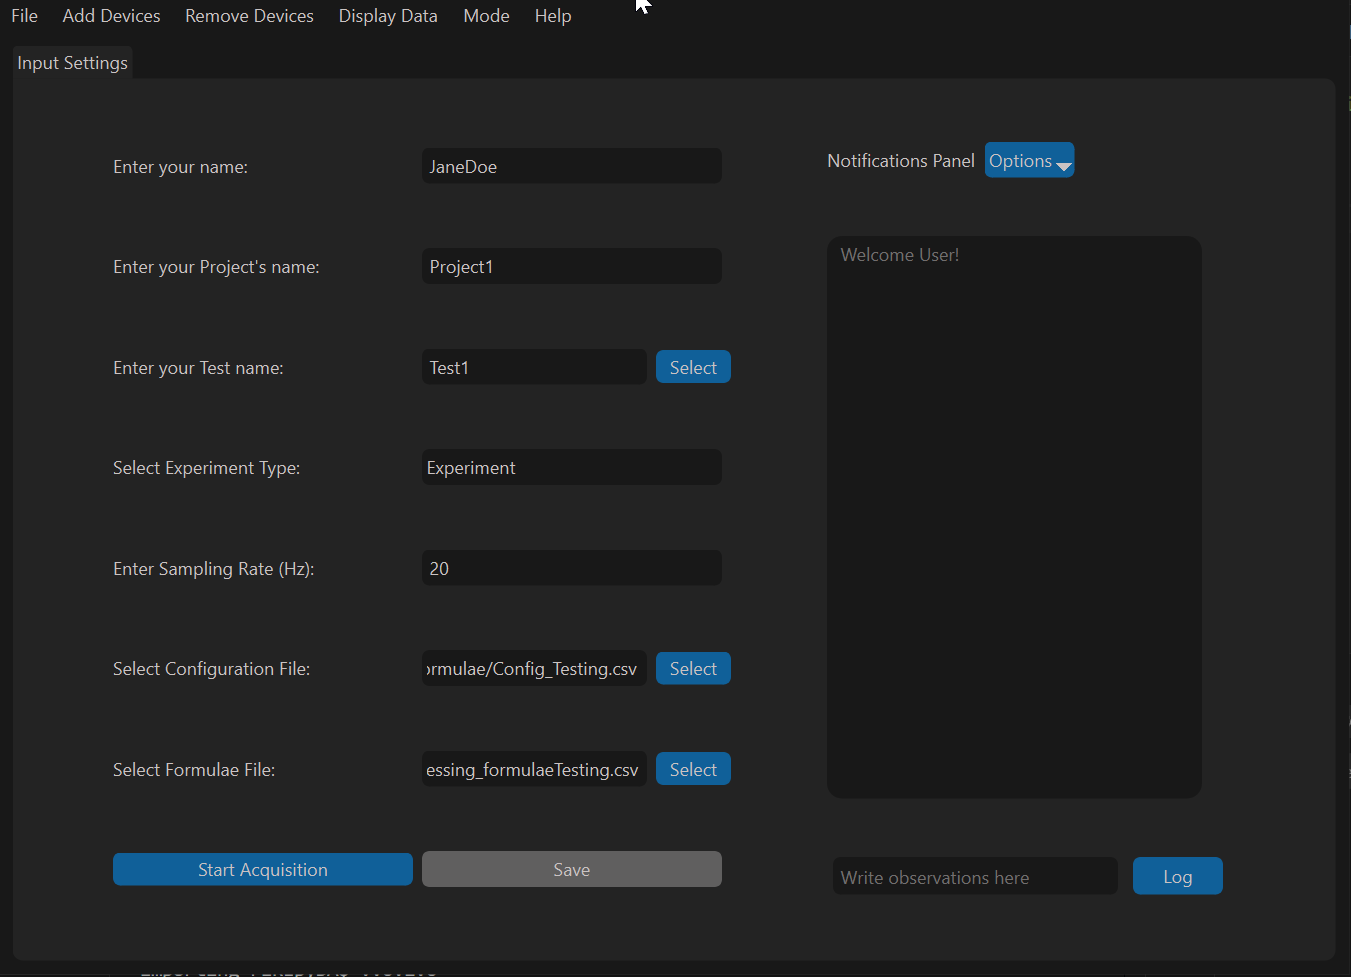 File Add Devices Remove Devices Display Data Mode Help
Input Settings
Enter your name: JaneDoe
Notifications Panel Options
Enter your Project's name: Project1
Welcome User!
Enter your Test name: Test1 Select
Select Experiment Type: Experiment
Enter Sampling Rate (Hz): 20
Select Configuration File: ormulae/Config_Testing.csv Select
Select Formulae File: essing_formulaeTesting.csv Select
Start Acquisition Save
Write observations here Log